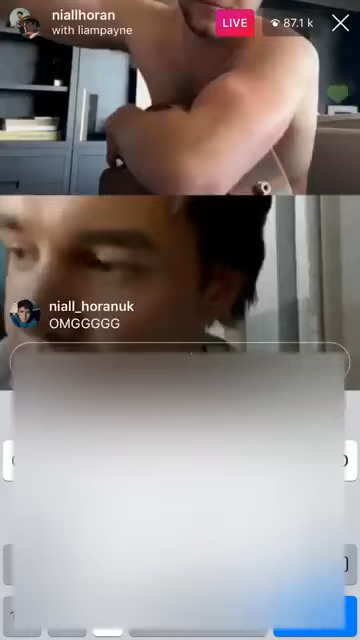 niallhoran
with liampayne
LIVE
87.1 k
niall_horanuk
OMGGGGG